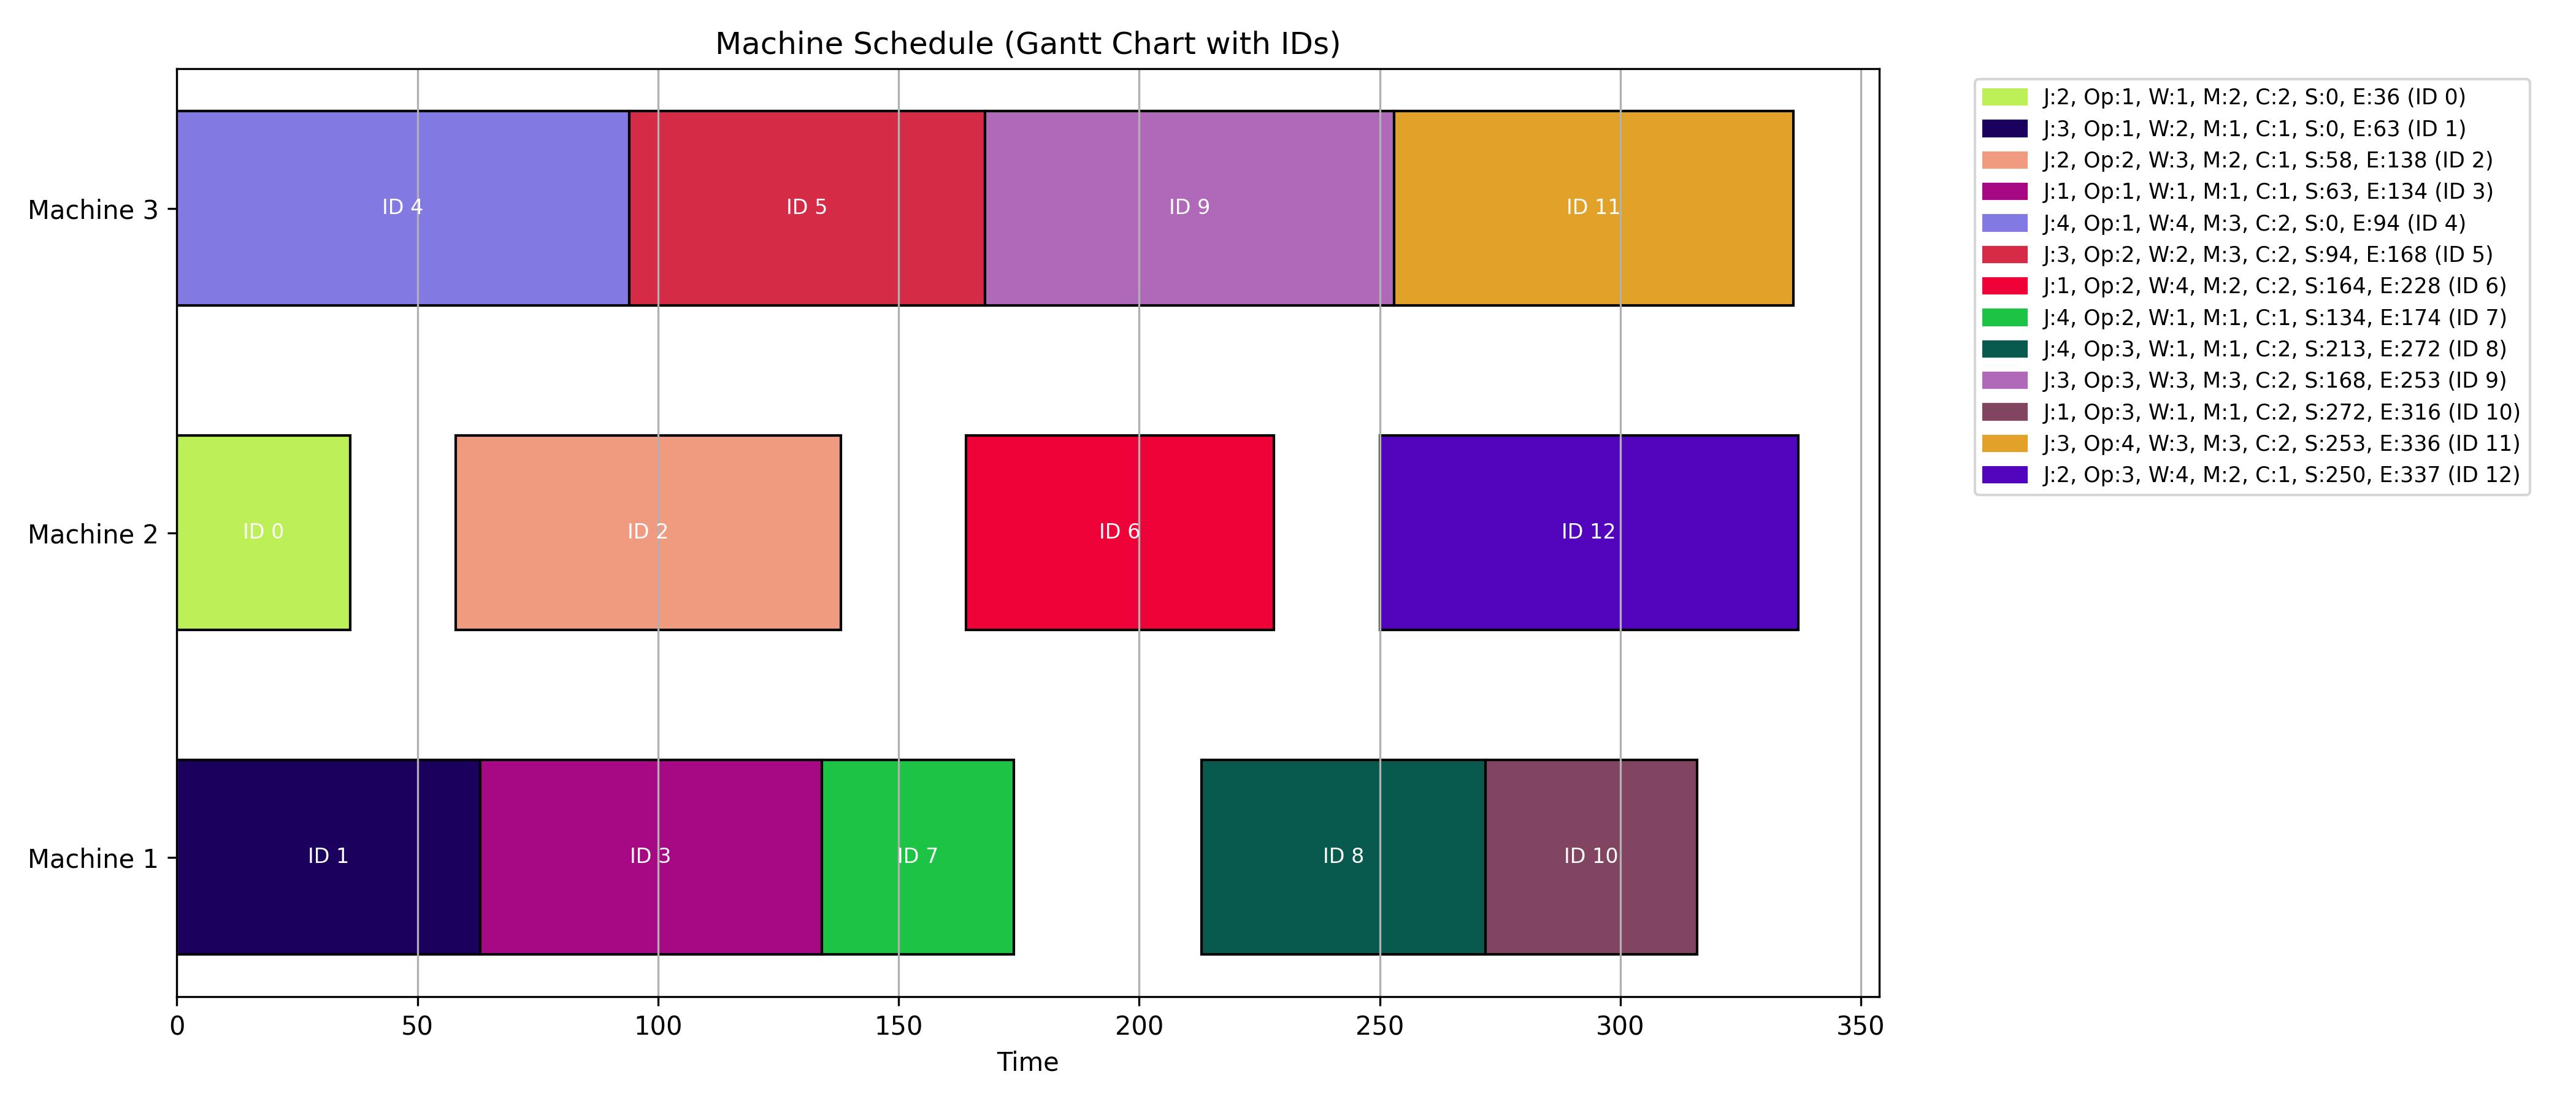 Machine Schedule (Gantt Chart with IDs)
Machine 3
ID 4
ID 5
ID 9
ID 11
Machine 2
ID 0
ID 2
ID 6
ID 12
Machine 1
ID 1
ID 3
ID 7
ID 8
ID 10
0
50
100
150
200
250
300
350
Time
J:2, Op:1, W:1, M:2, C:2, S:0, E:36 (ID 0)
J:3, Op:1, W:2, M:1, C:1, S:0, E:63 (ID 1)
J:2, Op:2, W:3, M:2, C:1, S:58, E:138 (ID 2)
J:1, Op:1, W:1, M:1, C:1, S:63, E:134 (ID 3)
J:4, Op:1, W:4, M:3, C:2, S:0, E:94 (ID 4)
J:3, Op:2, W:2, M:3, C:2, S:94, E:168 (ID 5)
J:1, Op:2, W:4, M:2, C:2, S:164, E:228 (ID 6)
J:4, Op:2, W:1, M:1, C:1, S:134, E:174 (ID 7)
J:4, Op:3, W:1, M:1, C:2, S:213, E:272 (ID 8)
J:3, Op:3, W:3, M:3, C:2, S:168, E:253 (ID 9)
J:1, Op:3, W:1, M:1, C:2, S:272, E:316 (ID 10)
J:3, Op:4, W:3, M:3, C:2, S:253, E:336 (ID 11)
J:2, Op:3, W:4, M:2, C:1, S:250, E:337 (ID 12)